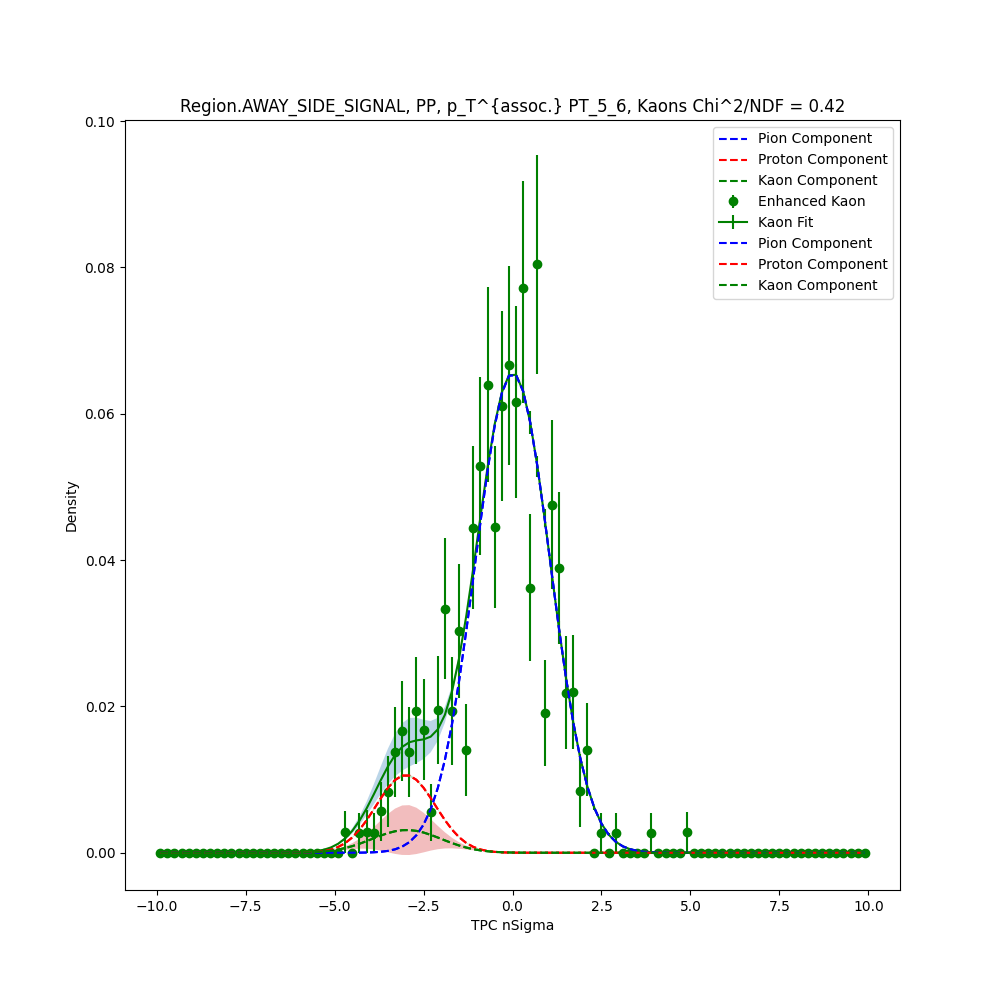 Region.AWAY_SIDE_SIGNAL, PP, p_T^{assoc.} PT_5_6, Kaons Chi^2/NDF = 0.42
Pion Component
Proton Component
Kaon Component
Enhanced Kaon
Kaon Fit
Pion Component
Proton Component
Kaon Component
0.10
0.08
0.06
0.04
0.02
0.00
Density
−10.0 −7.5 −5.0 −2.5 0.0 2.5 5.0 7.5 10.0
TPC nSigma